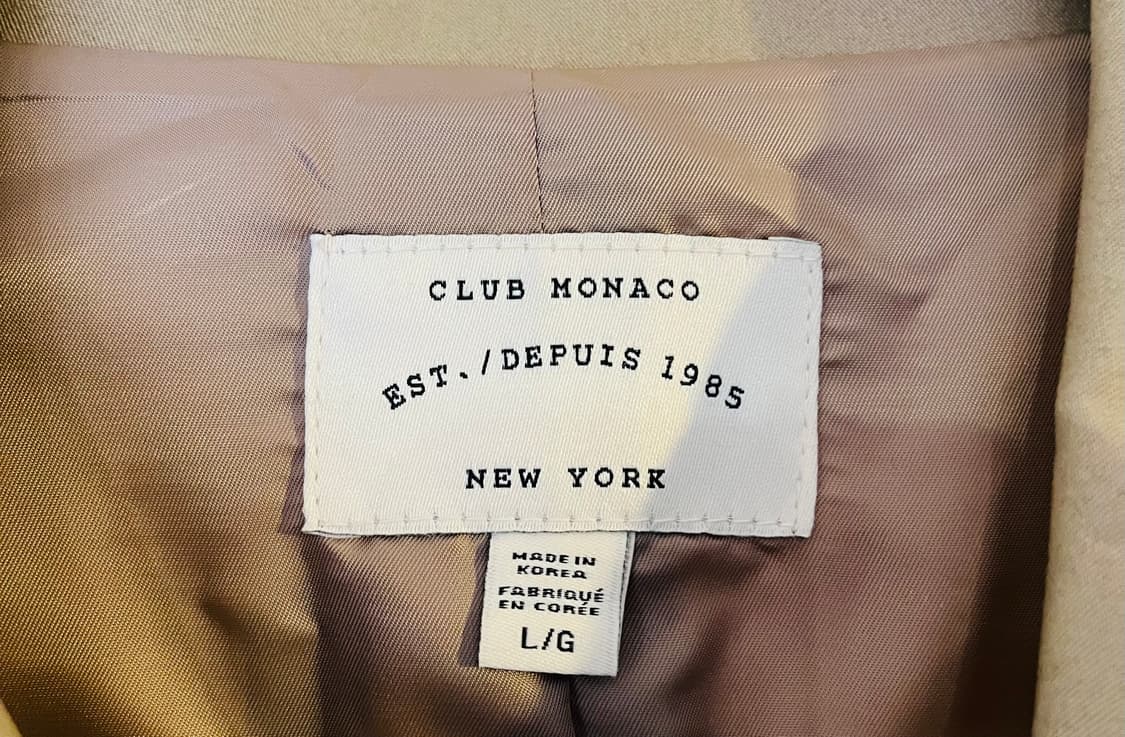 CLUB MONACO
EST./DEPUIS 1985
NEW YORK
MADE IN
KOREA
FABRIQUÉ
EN CORÉE
L/G